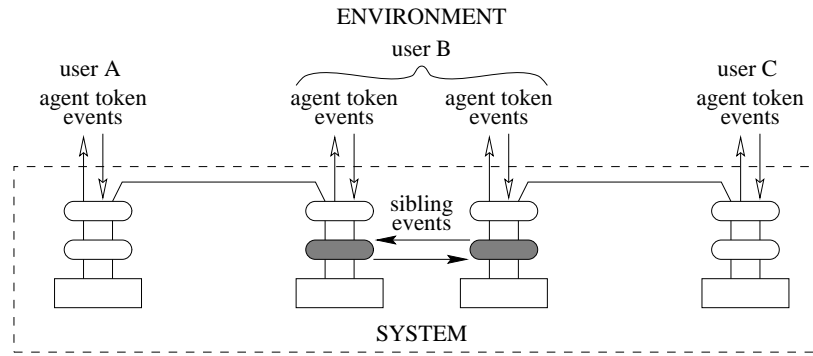 ENVIRONMENT
user B
user A
user C
agent token
events
agent token
events
agent token
events
agent token
events
sibling
events
SYSTEM